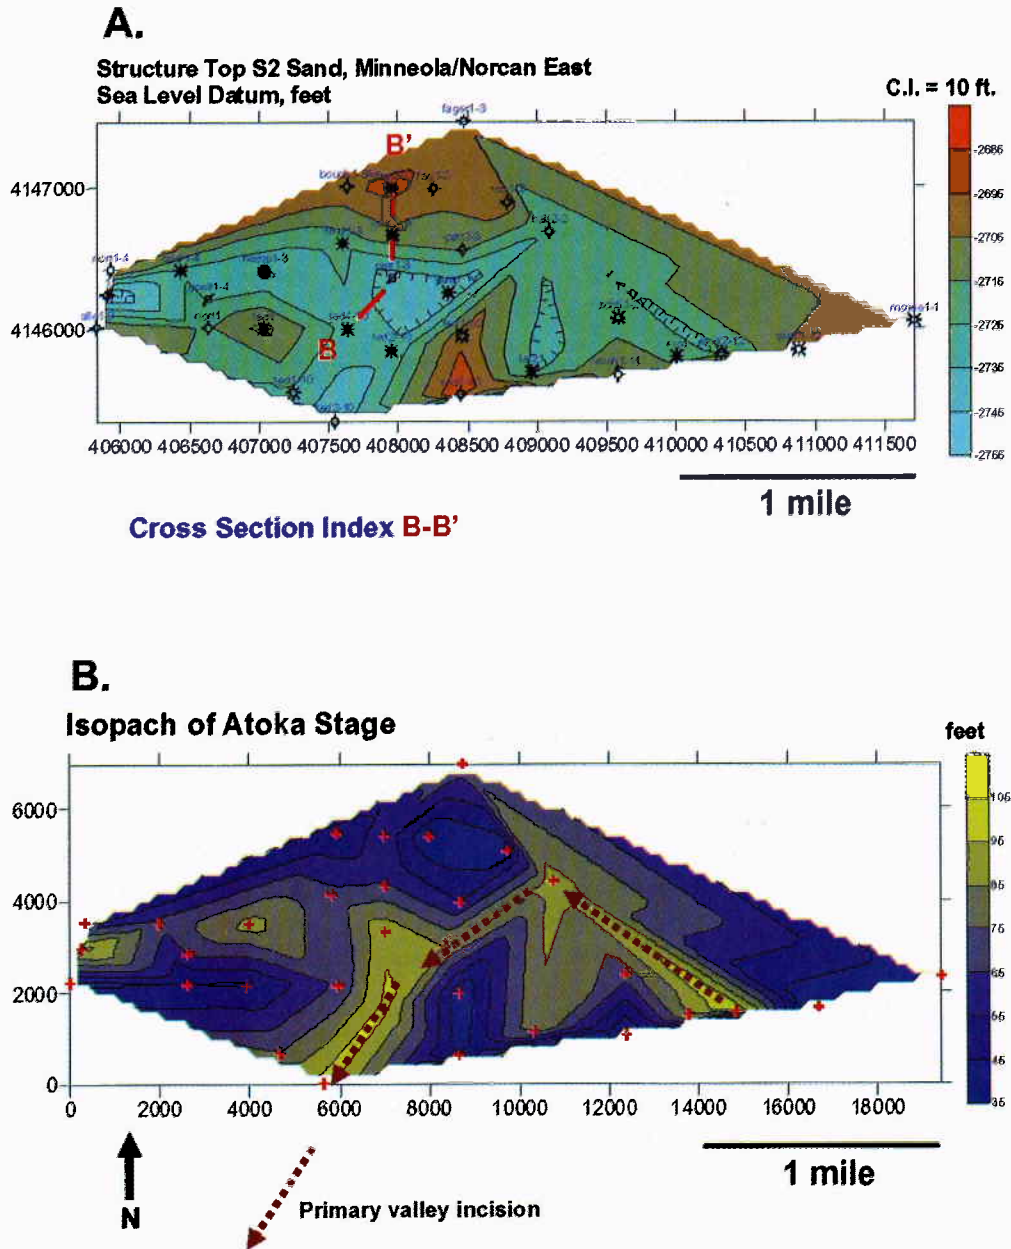 A.
Structure Top S2 Sand, Minneola/Norcan East
Sea Level Datum, feet
C.I. = 10 ft.
B'
4147000
4146000
B
-2686
-2695
-2706
-2716
-2725
-2735
-2745
-2755
406000 406500 407000 407500 408000 408500 409000 409500 410000 410500 411000 411500
1 mile
Cross Section Index B-B'
B.
Isopach of Atoka Stage
feet
6000
4000
2000
0
105
95
85
75
65
55
45
35
0 2000 4000 6000 8000 10000 12000 14000 16000 18000
1 mile
N
Primary valley incision